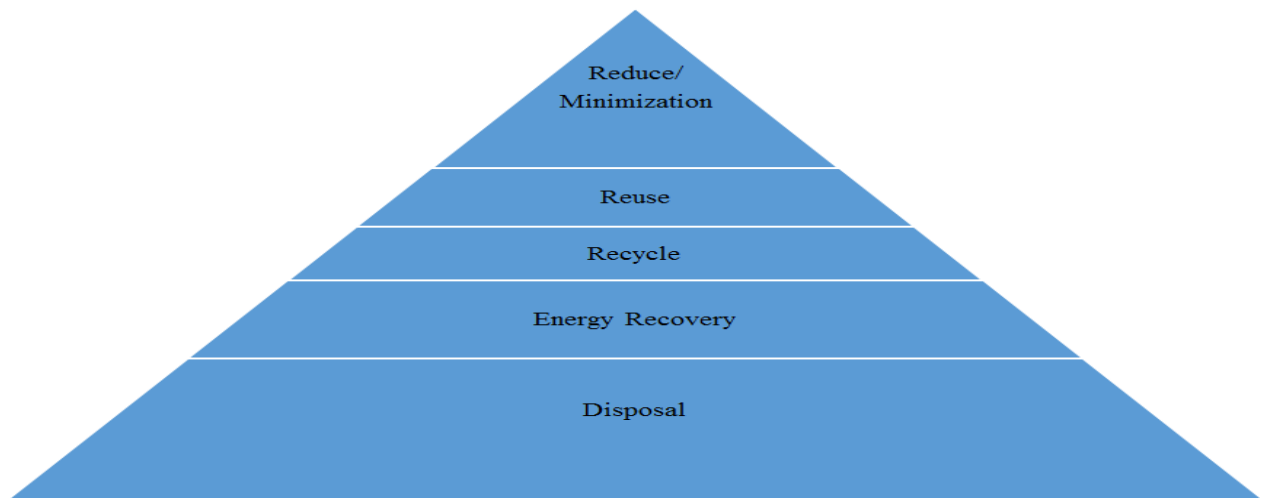 Reduce/
Minimization
Reuse
Recycle
Energy Recovery
Disposal